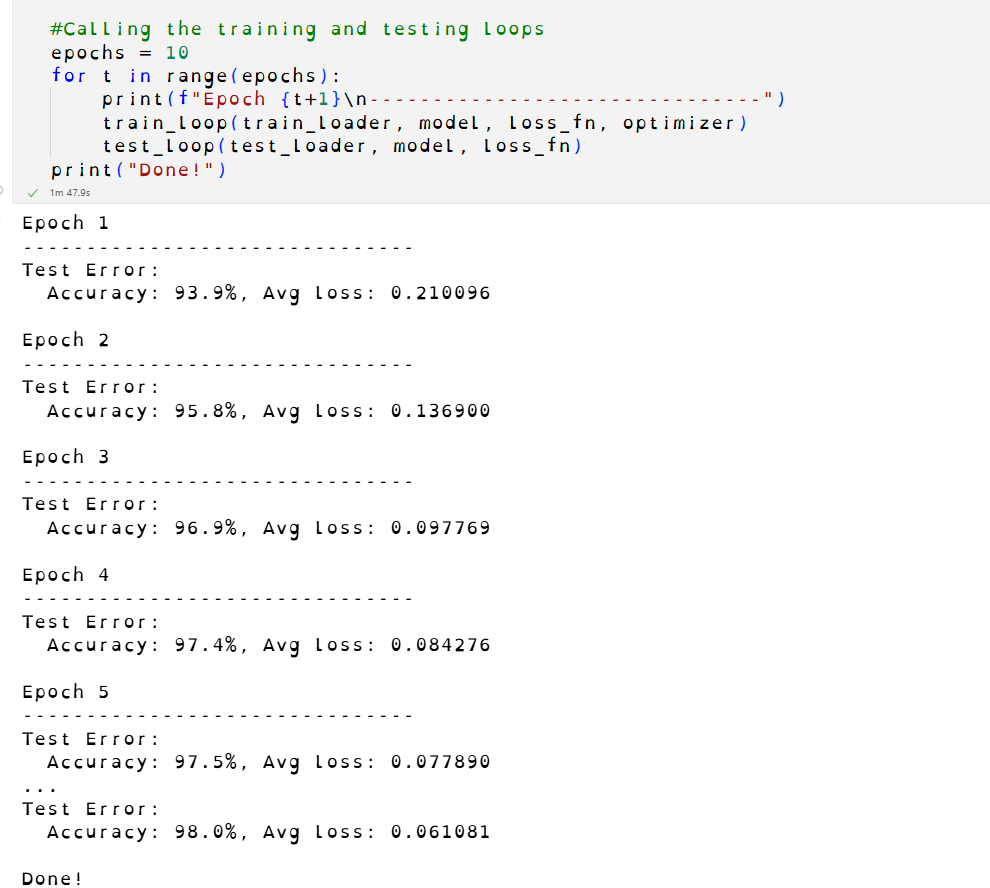 #Calling the training and testing loops
epochs = 10
for t in range(epochs):
    print(f"Epoch {t+1}\n-------------------------------")
    train_loop(train_loader, model, loss_fn, optimizer)
    test_loop(test_loader, model, loss_fn)
print("Done!")
✓ 1m 47.9s
Epoch 1
-------------------------------
Test Error:
  Accuracy: 93.9%, Avg loss: 0.210096
Epoch 2
-------------------------------
Test Error:
  Accuracy: 95.8%, Avg loss: 0.136900
Epoch 3
-------------------------------
Test Error:
  Accuracy: 96.9%, Avg loss: 0.097769
Epoch 4
-------------------------------
Test Error:
  Accuracy: 97.4%, Avg loss: 0.084276
Epoch 5
-------------------------------
Test Error:
  Accuracy: 97.5%, Avg loss: 0.077890
...
Test Error:
  Accuracy: 98.0%, Avg loss: 0.061081
Done!